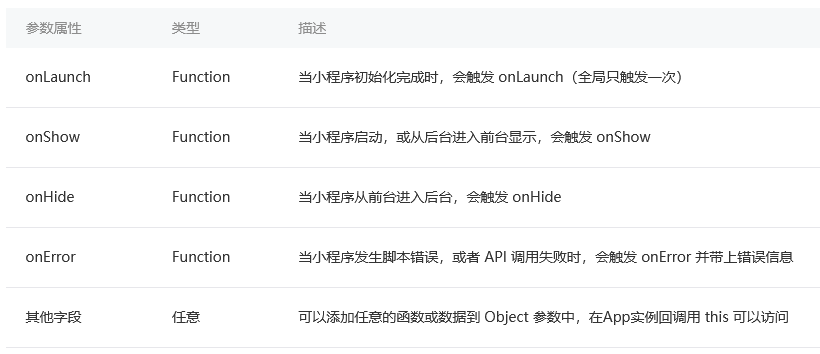 参数属性 类型 描述
onLaunch Function 当小程序初始化完成时，会触发 onLaunch（全局只触发一次）
onShow Function 当小程序启动，或从后台进入前台显示，会触发 onShow
onHide Function 当小程序从前台进入后台，会触发 onHide
onError Function 当小程序发生脚本错误，或者 API 调用失败时，会触发 onError 并带上错误信息
其他字段 任意 可以添加任意的函数或数据到 Object 参数中，在App实例回调用 this 可以访问